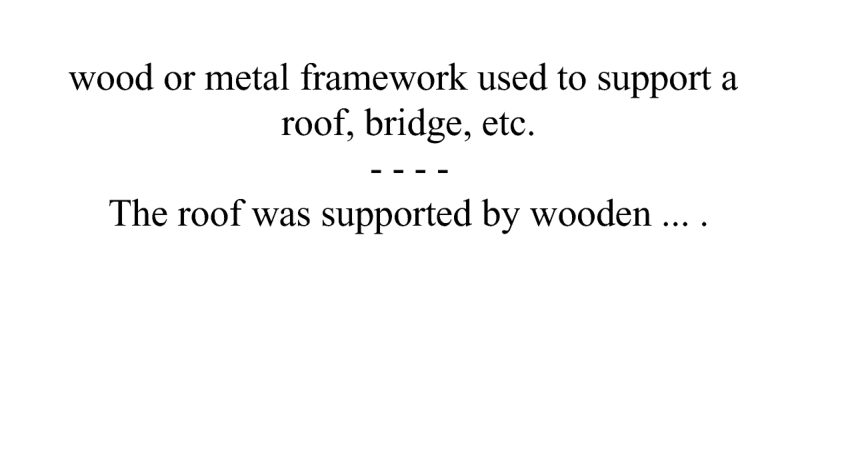 wood or metal framework used to support a
roof, bridge, etc.
- - - -
The roof was supported by wooden ... .